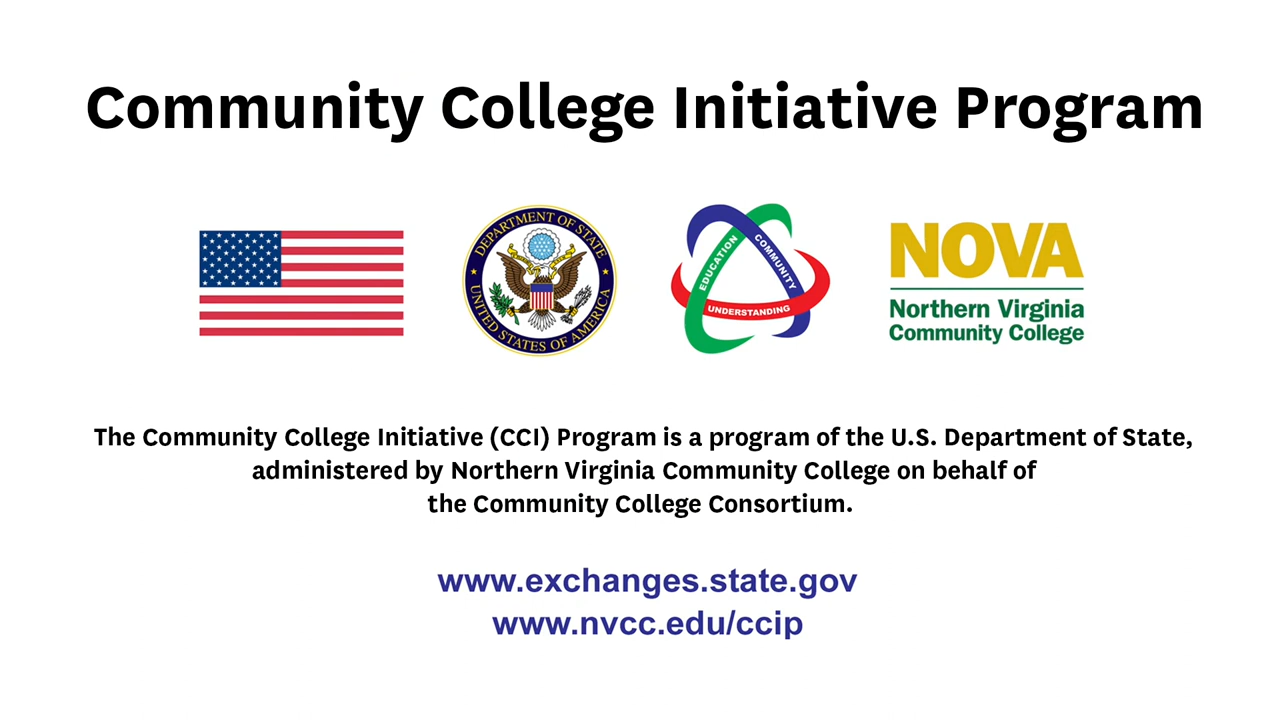 Community College Initiative Program
DEPARTMENT OF STATE
UNITED STATES OF AMERICA
EDUCATION
COMMUNITY
UNDERSTANDING
NOVA
Northern Virginia
Community College
The Community College Initiative (CCI) Program is a program of the U.S. Department of State,
administered by Northern Virginia Community College on behalf of
the Community College Consortium.
www.exchanges.state.gov
www.nvcc.edu/ccip